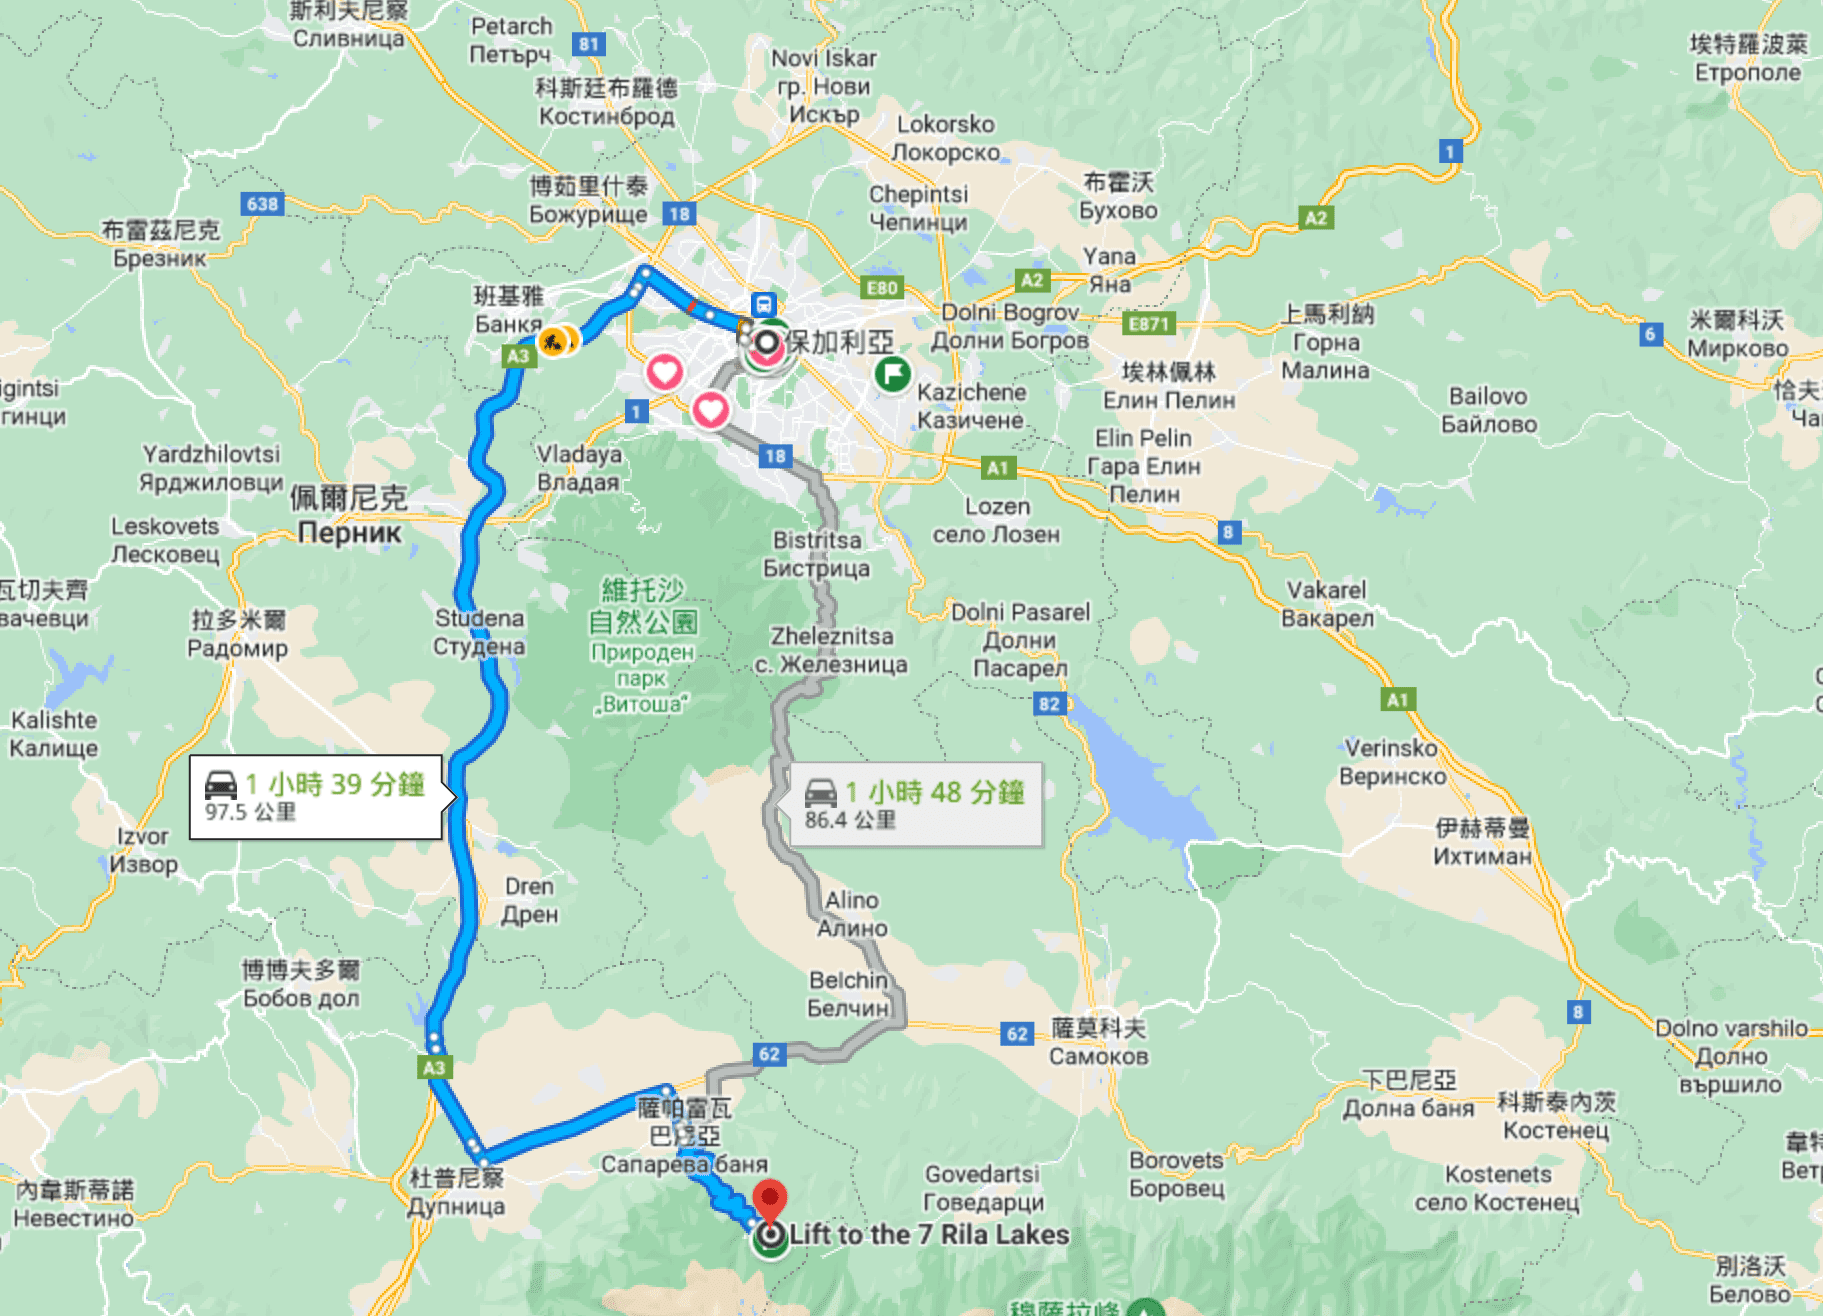 斯利夫尼察
Сливница
Petarch
Петърч
81
科斯廷布羅德
Костинброд
Novi Iskar
гр. Нови
Искър
Lokorsko
Локорско
埃特羅波萊
Етрополе
1
638
布雷茲尼克
Брезник
博茹里什泰
Божурище
18
Chepintsi
Чепинци
布霍沃
Бухово
A2
Yana
Яна
A2
E80
班基雅
Банкя
A3
保加利亞
Dolni Bogrov
Долни Богров
E871
上馬利納
Горна
Малина
6
米爾科沃
Мирково
igintsi
гинци
1
Kazichene
Казичене
埃林佩林
Елин Пелин
Bailovo
Байлово
Yardzhilovtsi
Ярджиловци
Vladaya
Владая
18
A1
Elin Pelin
Гара Елин
Пелин
佩爾尼克
Перник
Leskovets
Лесковец
Lozen
село Лозен
8
Bistritsa
Бистрица
瓦切夫齊
вачевци
拉多米爾
Радомир
Studena
Студена
維托沙
自然公園
Природен
парк
„Витоша“
Zheleznitsa
с. Железница
Dolni Pasarel
Долни
Пасарел
Vakarel
Вакарел
82
A1
Kalishte
Калище
1 小時 39 分鐘
97.5 公里
1 小時 48 分鐘
86.4 公里
Verinsko
Веринско
Izvor
Извор
伊赫蒂曼
Ихтиман
Dren
Дрен
Alino
Алино
博博夫多爾
Бобов дол
Belchin
Белчин
62
薩莫科夫
Самоков
8
Dolno varshilo
Долно
вършило
A3
62
薩帕雷瓦
Сапарева баня
下巴尼亞
Долна баня
科斯泰內茨
Костенец
杜普尼察
Дупница
內韋斯蒂諾
Невестино
Govedartsi
Говедарци
Borovets
Боровец
Kostenets
село Костенец
Lift to the 7 Rila Lakes
別洛沃
Белово
穆薩拉峰